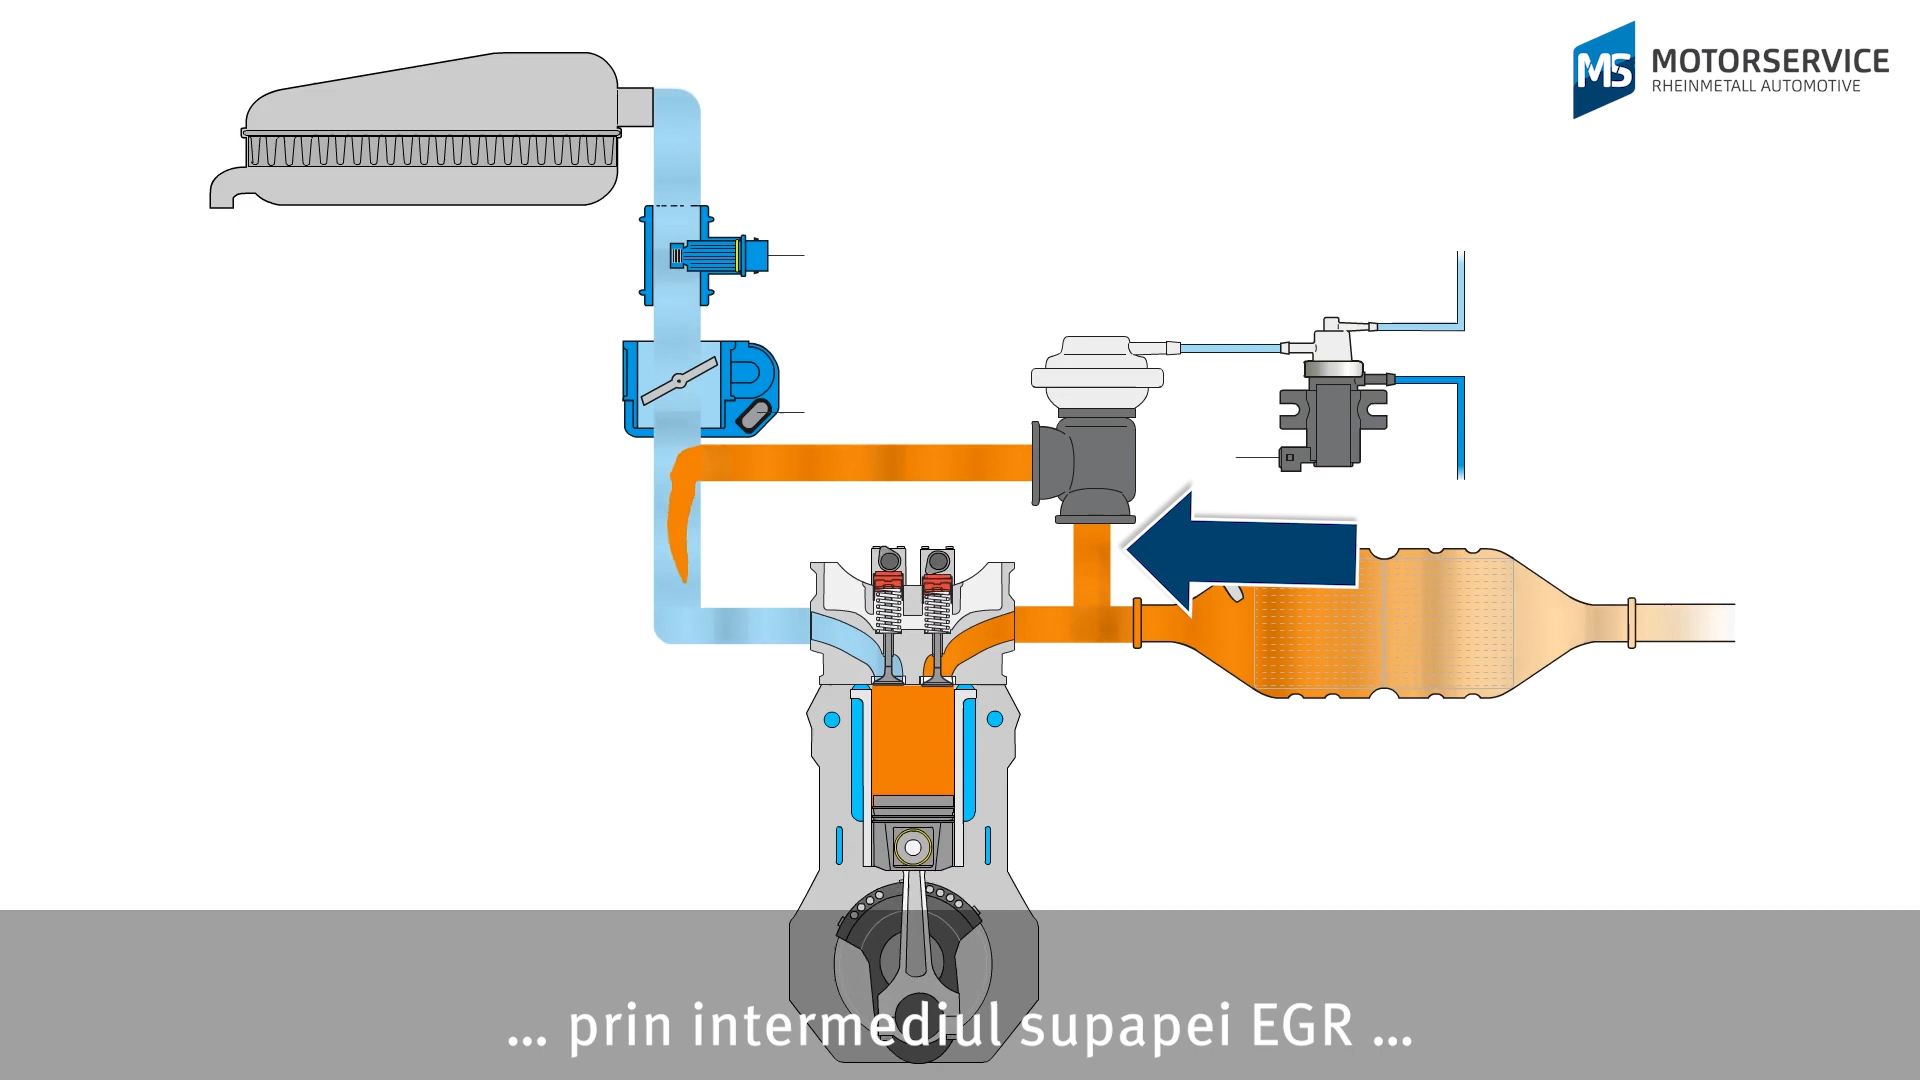 MS MOTORSERVICE
RHEINMETALL AUTOMOTIVE
... prin intermediul supapei EGR ...